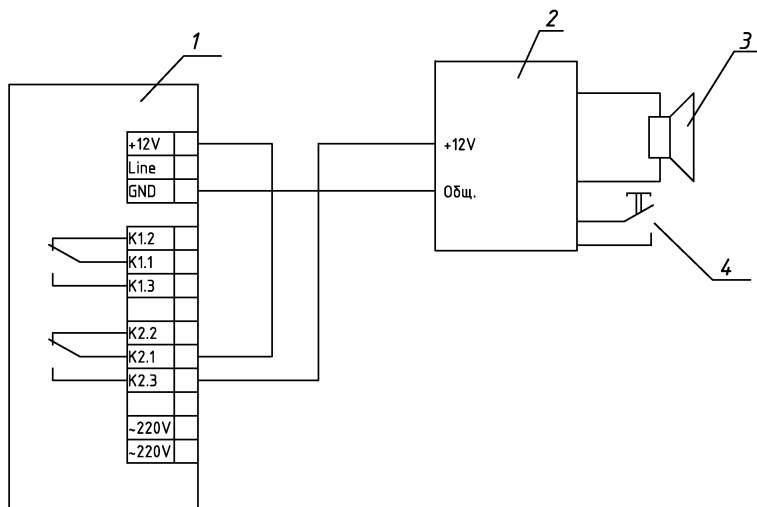 1
2
3
+12V
Line
GND
+12V
Общ.
K1.2
K1.1
K1.3
4
K2.2
K2.1
K2.3
~220V
~220V